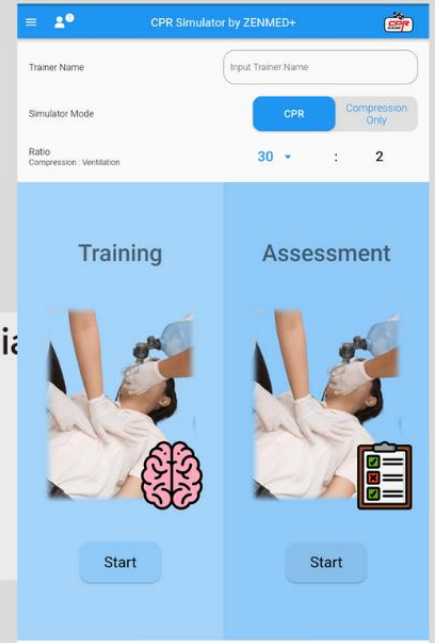 CPR Simulator by ZENMED+
Trainer Name
Input Trainer Name
Simulator Mode
CPR
Compression
Only
Ratio
Compression : Ventilation
30 : 2
Training
Assessment
Start
Start